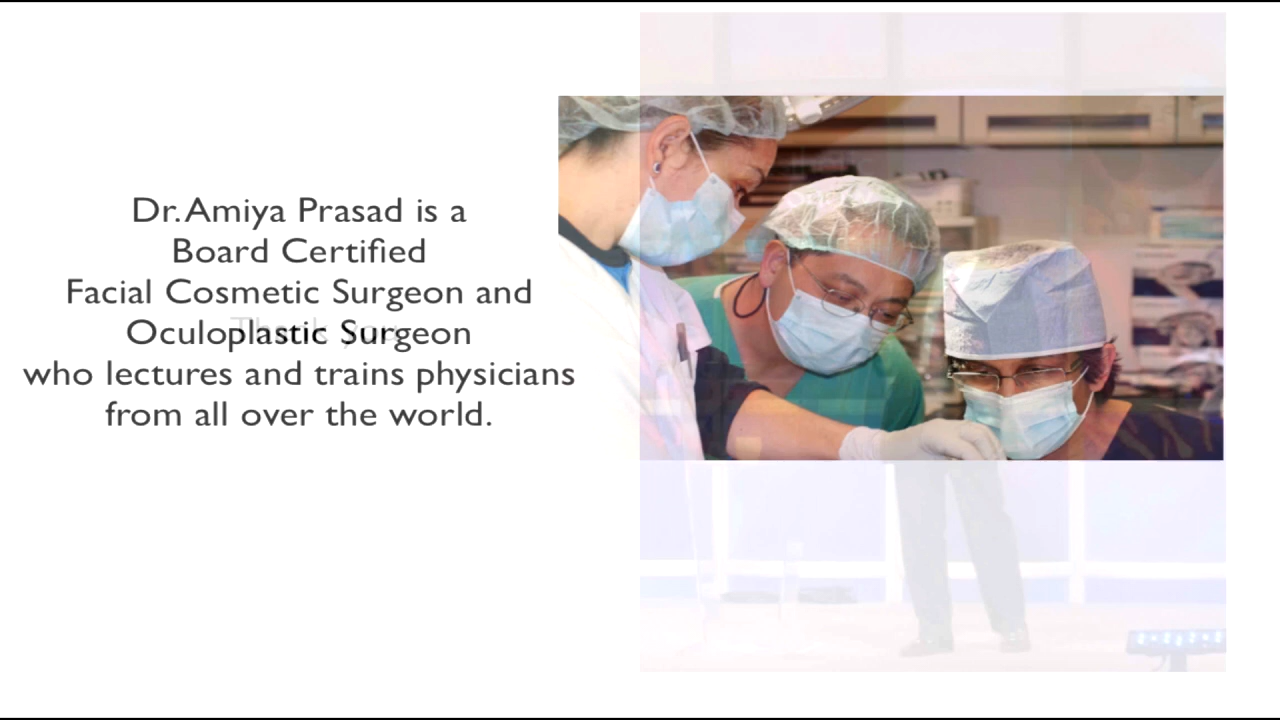 Dr. Amiya Prasad is a
Board Certified
Facial Cosmetic Surgeon and
Oculoplastic Surgeon
who lectures and trains physicians
from all over the world.